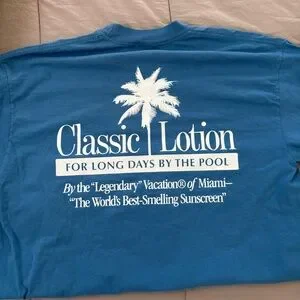 Classic Lotion
FOR LONG DAYS BY THE POOL
By the "Legendary" Vacation® of Miami—
"The World's Best-Smelling Sunscreen"